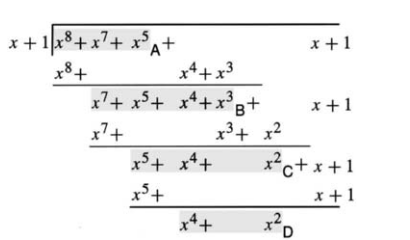 x + 1 x⁸ + x⁷ + x⁵ A + x + 1
x⁸ + x⁴ + x³
x⁷ + x⁵ + x⁴ + x³ B + x + 1
x⁷ + x³ + x²
x⁵ + x⁴ + x² C + x + 1
x⁵ + x + 1
x⁴ + x² D